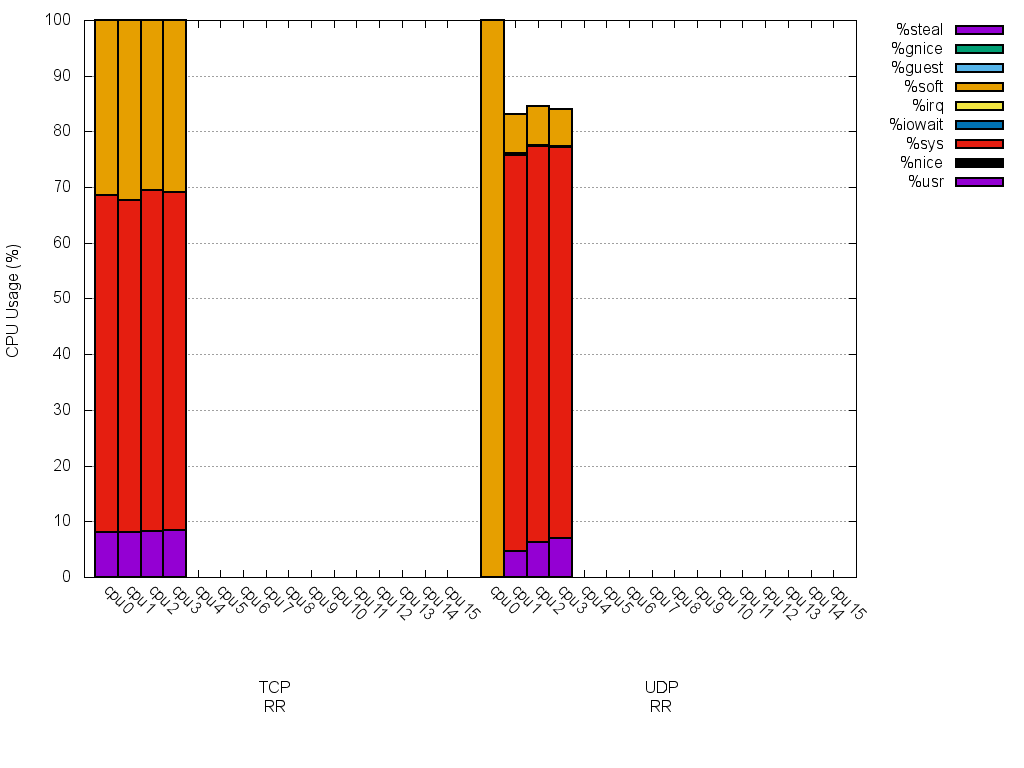 100
90
80
70
60
50
40
30
20
10
0
CPU Usage (%)
%steal
%gnice
%guest
%soft
%irq
%iowait
%sys
%nice
%usr
cpu0
cpu1
cpu2
cpu3
cpu4
cpu5
cpu6
cpu7
cpu8
cpu9
cpu10
cpu11
cpu12
cpu13
cpu14
cpu15
cpu0
cpu1
cpu2
cpu3
cpu4
cpu5
cpu6
cpu7
cpu8
cpu9
cpu10
cpu11
cpu12
cpu13
cpu14
cpu15
TCP
RR
UDP
RR